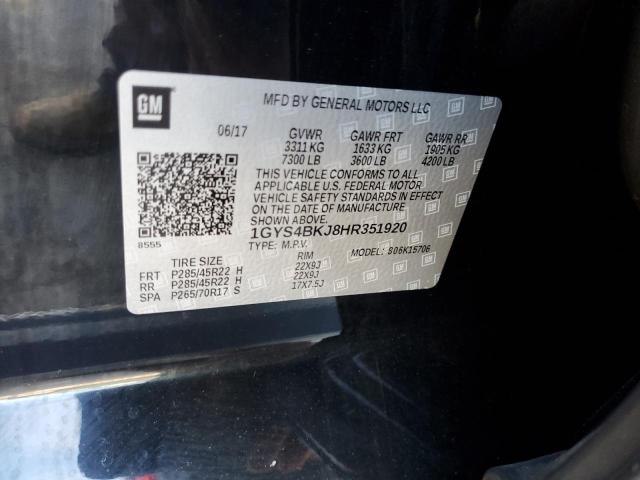 GM
MFD BY GENERAL MOTORS LLC
06/17 GVWR GAWR FRT GAWR RR
3311 KG 1633 KG 1905 KG
7300 LB 3600 LB 4200 LB
THIS VEHICLE CONFORMS TO ALL
APPLICABLE U.S. FEDERAL MOTOR
VEHICLE SAFETY STANDARDS IN
EFFECT ON THE DATE OF
MANUFACTURE SHOWN ABOVE.
1GYS4BKJ8HR351920
8555 TYPE: M.P.V. MODEL: S06K15706
TIRE SIZE RIM
FRT P285/45R22 H 22X9J
RR P285/45R22 H 22X9J
SPA P265/70R17 S 17X7.5J